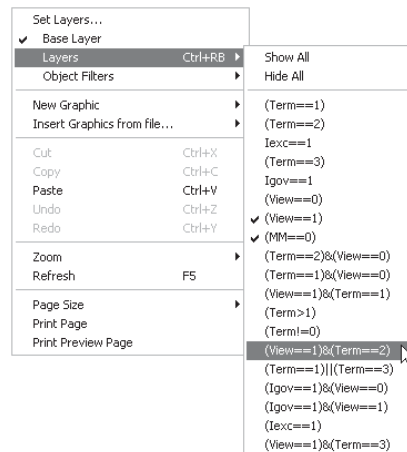 Set Layers...
Base Layer
Layers Ctrl+RB
Object Filters
New Graphic
Insert Graphics from file...
Cut Ctrl+X
Copy Ctrl+C
Paste Ctrl+V
Undo Ctrl+Z
Redo Ctrl+Y
Zoom
Refresh F5
Page Size
Print Page
Print Preview Page
Show All
Hide All
(Term==1)
(Term==2)
Iexc==1
(Term==3)
Igov==1
(View==0)
(View==1)
(MM==0)
(Term==2)&(View==0)
(Term==1)&(View==0)
(View==1)&(Term==1)
(Term>1)
(Term!=0)
(View==1)&(Term==2)
(Term==1)||(Term==3)
(Igov==1)&(View==0)
(Igov==1)&(View==1)
(Iexc==1)
(View==1)&(Term==3)